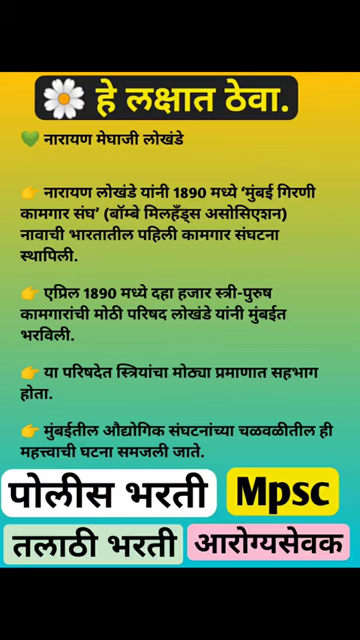 हे लक्षात ठेवा.
नारायण मेघाजी लोखंडे
नारायण लोखंडे यांनी 1890 मध्ये ‘मुंबई गिरणी
कामगार संघ’ (बॉम्बे मिलहँड्स असोसिएशन)
नावाची भारतातील पहिली कामगार संघटना
स्थापिली.
एप्रिल 1890 मध्ये दहा हजार स्त्री-पुरुष
कामगारांची मोठी परिषद लोखंडे यांनी मुंबईत
भरविली.
या परिषदेत स्त्रियांचा मोठ्या प्रमाणात सहभाग
होता.
मुंबईतील औद्योगिक संघटनांच्या चळवळीतील ही
महत्त्वाची घटना समजली जाते.
पोलीस भरती Mpsc
तलाठी भरती आरोग्यसेवक